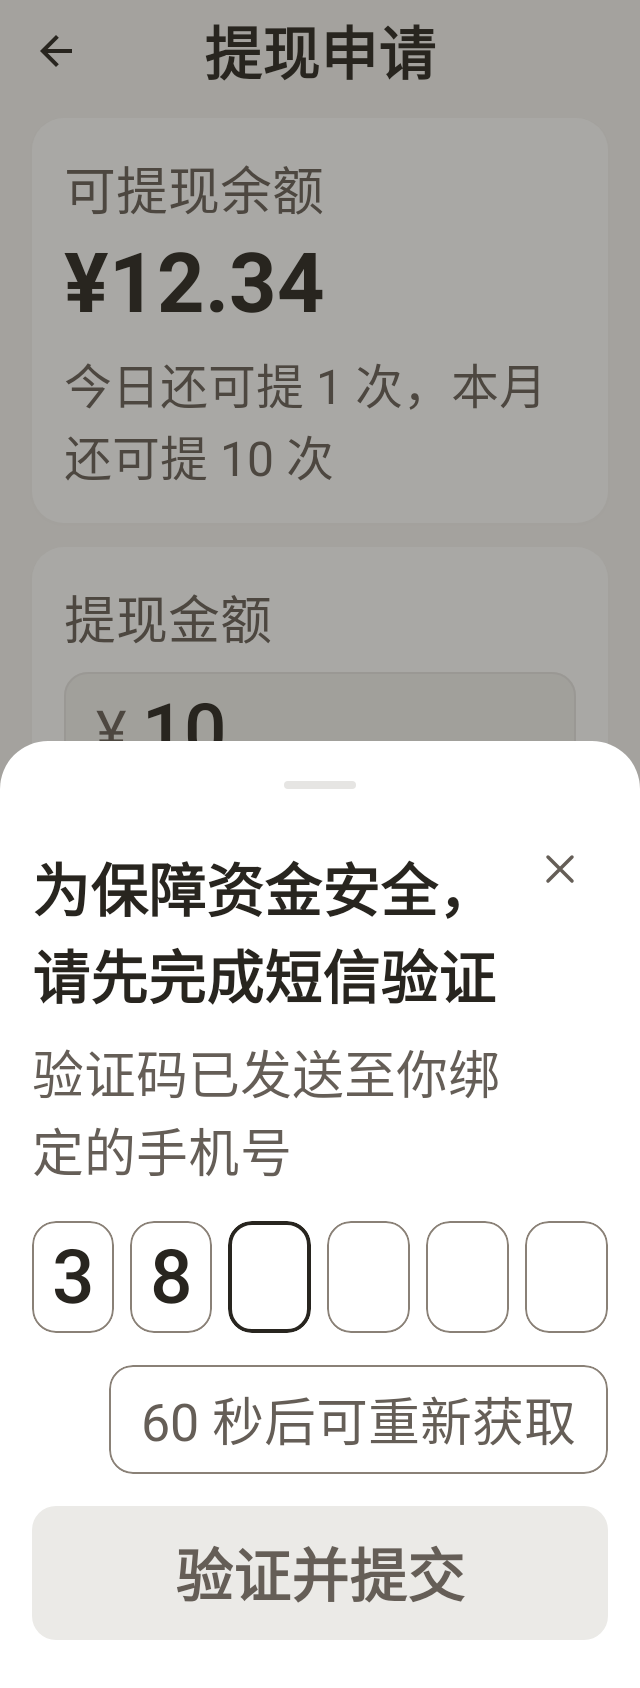 提现申请
可提现余额
¥12.34
今日还可提 1 次，本月
还可提 10 次
提现金额
¥ 10
为保障资金安全，
请先完成短信验证
验证码已发送至你绑
定的手机号
3 8
60 秒后可重新获取
验证并提交